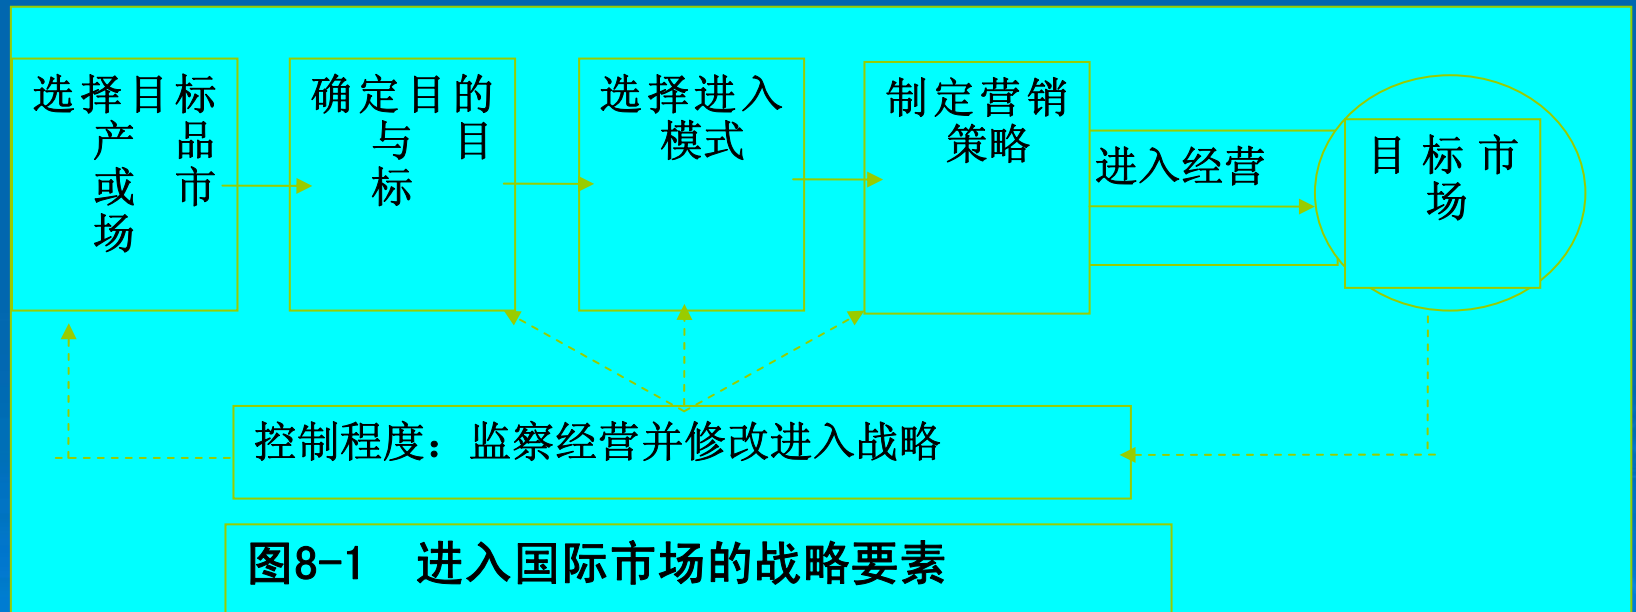 选择目标
产 品
或 市
场
确定目的
与 目
标
选择进入
模式
制定营销
策略
进入经营
目标市
场
控制程度：监察经营并修改进入战略
图8-1 进入国际市场的战略要素